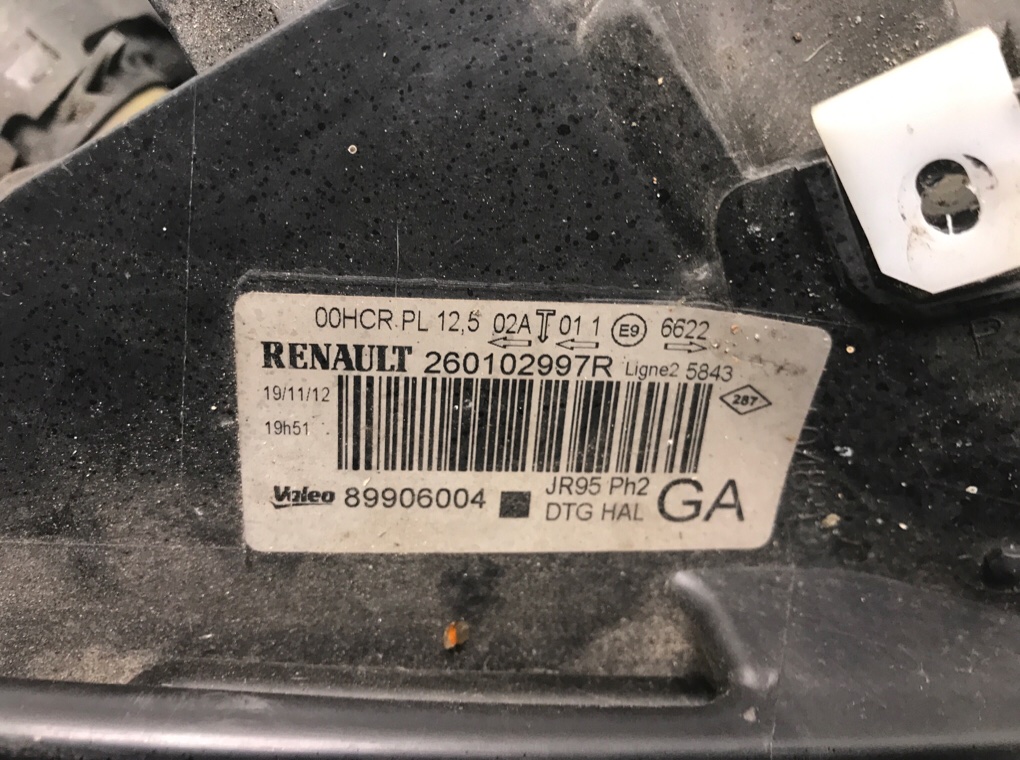 00HCR.PL 12,5 02A 01 1 E9 6622
RENAULT 260102997R Ligne2 5843
19/11/12
287
19h51
Valeo 89906004 JR95 Ph2 GA
DTG HAL